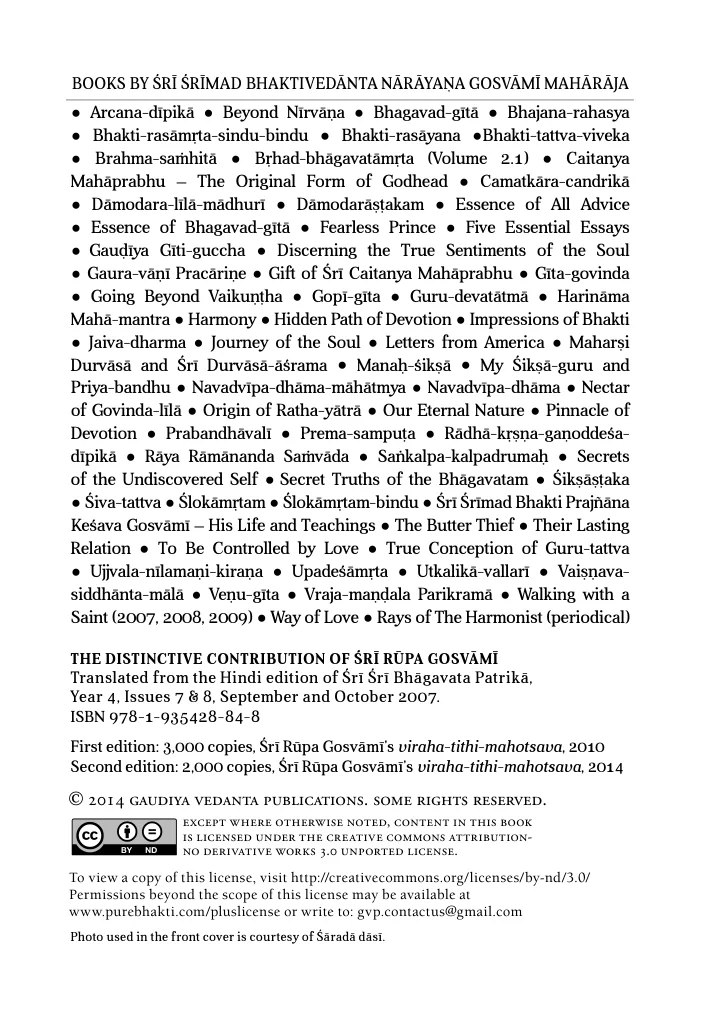 BOOKS BY ŚRĪ ŚRĪMAD BHAKTIVEDĀNTA NĀRĀYAṆA GOSVĀMĪ MAHĀRĀJA
● Arcana-dīpikā ● Beyond Nīrvāṇa ● Bhagavad-gītā ● Bhajana-rahasya
● Bhakti-rasāmṛta-sindu-bindu ● Bhakti-rasāyana ●Bhakti-tattva-viveka
● Brahma-saṁhitā ● Bṛhad-bhāgavatāmṛta (Volume 2.1) ● Caitanya
Mahāprabhu – The Original Form of Godhead ● Camatkāra-candrikā
● Dāmodara-līlā-mādhurī ● Dāmodarāṣṭakam ● Essence of All Advice
● Essence of Bhagavad-gītā ● Fearless Prince ● Five Essential Essays
● Gauḍīya Gīti-guccha ● Discerning the True Sentiments of the Soul
● Gaura-vāṇī Pracāriṇe ● Gift of Śrī Caitanya Mahāprabhu ● Gīta-govinda
● Going Beyond Vaikuṇṭha ● Gopī-gīta ● Guru-devatātmā ● Harināma
Mahā-mantra ● Harmony ● Hidden Path of Devotion ● Impressions of Bhakti
● Jaiva-dharma ● Journey of the Soul ● Letters from America ● Maharṣi
Durvāsā and Śrī Durvāsā-āśrama ● Manaḥ-śikṣā ● My Śikṣā-guru and
Priya-bandhu ● Navadvīpa-dhāma-māhātmya ● Navadvīpa-dhāma ● Nectar
of Govinda-līlā ● Origin of Ratha-yātrā ● Our Eternal Nature ● Pinnacle of
Devotion ● Prabandhāvalī ● Prema-sampuṭa ● Rādhā-kṛṣṇa-gaṇoddeśa-
dīpikā ● Rāya Rāmānanda Saṁvāda ● Saṅkalpa-kalpadrumaḥ ● Secrets
of the Undiscovered Self ● Secret Truths of the Bhāgavatam ● Śikṣāṣṭaka
● Śiva-tattva ● Ślokāmṛtam ● Ślokāmṛtam-bindu ● Śrī Śrīmad Bhakti Prajñāna
Keśava Gosvāmī – His Life and Teachings ● The Butter Thief ● Their Lasting
Relation ● To Be Controlled by Love ● True Conception of Guru-tattva
● Ujjvala-nīlamaṇi-kiraṇa ● Upadeśāmṛta ● Utkalikā-vallarī ● Vaiṣṇava-
siddhānta-mālā ● Veṇu-gīta ● Vraja-maṇḍala Parikramā ● Walking with a
Saint (2007, 2008, 2009) ● Way of Love ● Rays of The Harmonist (periodical)
THE DISTINCTIVE CONTRIBUTION OF ŚRĪ RŪPA GOSVĀMĪ
Translated from the Hindi edition of Śrī Śrī Bhāgavata Patrikā,
Year 4, Issues 7 & 8, September and October 2007.
ISBN 978-1-935428-84-8
First edition: 3,000 copies, Śrī Rūpa Gosvāmī's viraha-tithi-mahotsava, 2010
Second edition: 2,000 copies, Śrī Rūpa Gosvāmī's viraha-tithi-mahotsava, 2014
© 2014 GAUDIYA VEDANTA PUBLICATIONS. SOME RIGHTS RESERVED.
cc BY ND
EXCEPT WHERE OTHERWISE NOTED, CONTENT IN THIS BOOK
IS LICENSED UNDER THE CREATIVE COMMONS ATTRIBUTION-
NO DERIVATIVE WORKS 3.0 UNPORTED LICENSE.
To view a copy of this license, visit http://creativecommons.org/licenses/by-nd/3.0/
Permissions beyond the scope of this license may be available at
www.purebhakti.com/pluslicense or write to: gvp.contactus@gmail.com
Photo used in the front cover is courtesy of Śāradā dāsī.